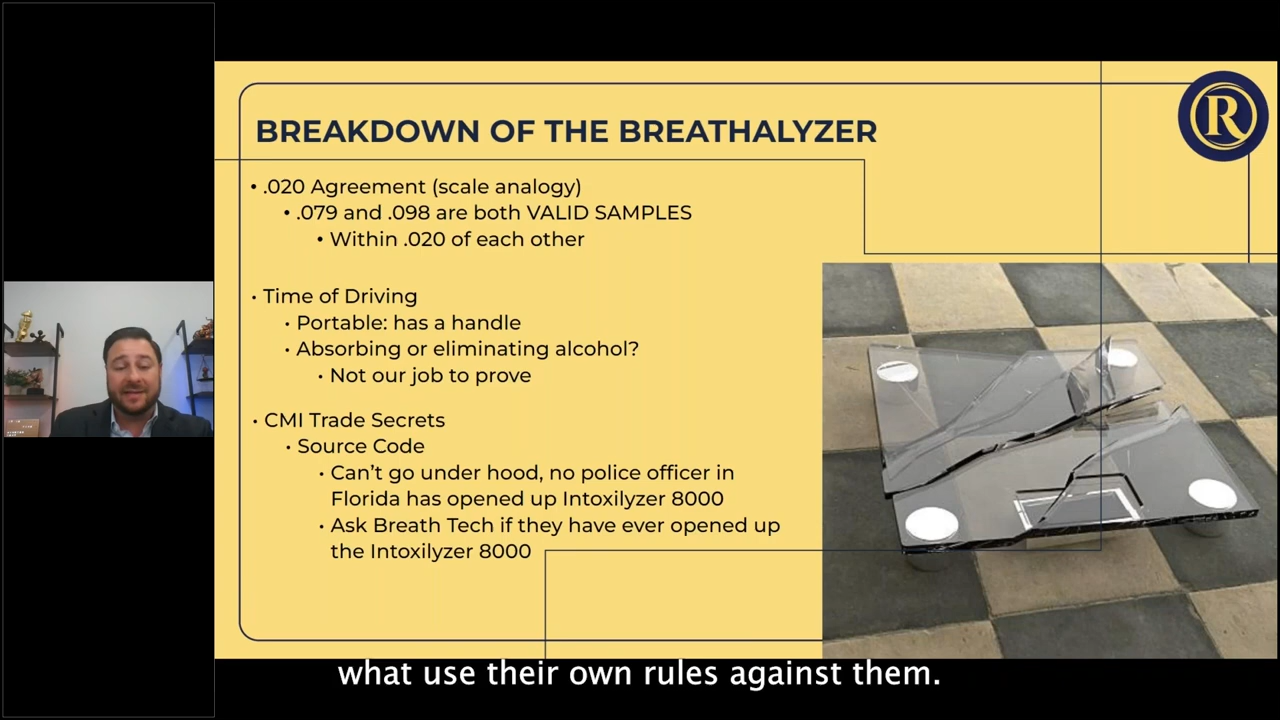 BREAKDOWN OF THE BREATHALYZER
R
• .020 Agreement (scale analogy)
• .079 and .098 are both VALID SAMPLES
• Within .020 of each other
• Time of Driving
• Portable: has a handle
• Absorbing or eliminating alcohol?
• Not our job to prove
• CMI Trade Secrets
• Source Code
• Can’t go under hood, no police officer in
Florida has opened up Intoxilyzer 8000
• Ask Breath Tech if they have ever opened up
the Intoxilyzer 8000
what use their own rules against them.